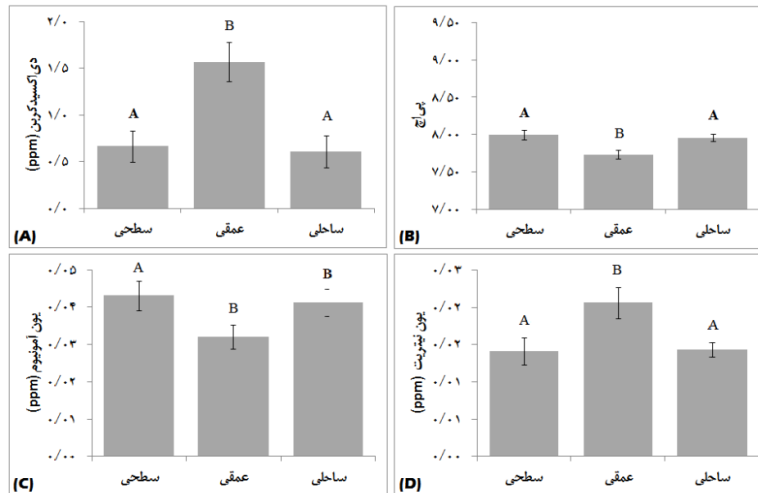 دی‌اکسیدکربن (ppm)
۲/۰
۱/۵
۱/۰
۰/۵
۰/۰
A
B
A
سطحی
عمقی
ساحلی
(A)
پی‌اچ
۹/۵۰
۹/۰۰
۸/۵۰
۸/۰۰
۷/۵۰
۷/۰۰
A
B
A
سطحی
عمقی
ساحلی
(B)
یون آمونیوم (ppm)
۰/۰۵
۰/۰۴
۰/۰۳
۰/۰۲
۰/۰۱
۰/۰۰
A
B
B
سطحی
عمقی
ساحلی
(C)
یون نیتریت (ppm)
۰/۰۳
۰/۰۲
۰/۰۲
۰/۰۱
۰/۰۱
۰/۰۰
A
B
A
سطحی
عمقی
ساحلی
(D)